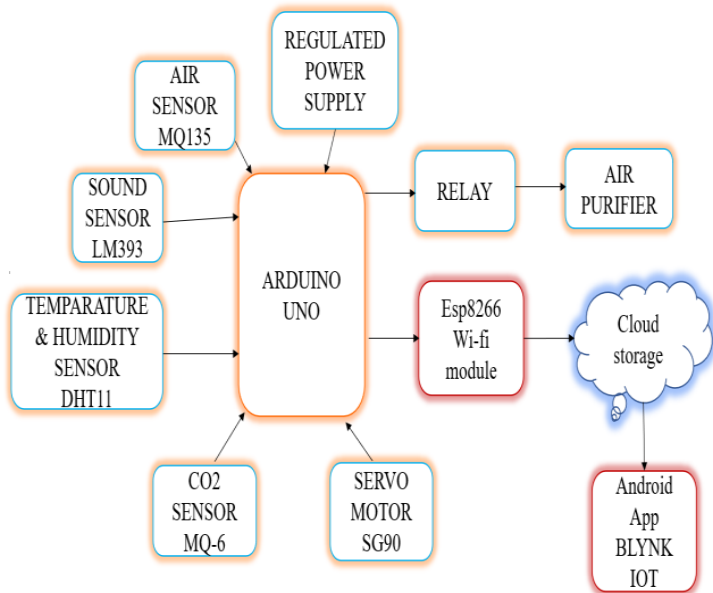 REGULATED
POWER
SUPPLY
AIR
SENSOR
MQ135
SOUND
SENSOR
LM393
RELAY
AIR
PURIFIER
ARDUINO
UNO
TEMPARATURE
& HUMIDITY
SENSOR
DHT11
Esp8266
Wi-fi
module
Cloud
storage
CO2
SENSOR
MQ-6
SERVO
MOTOR
SG90
Android
App
BLYNK
IOT